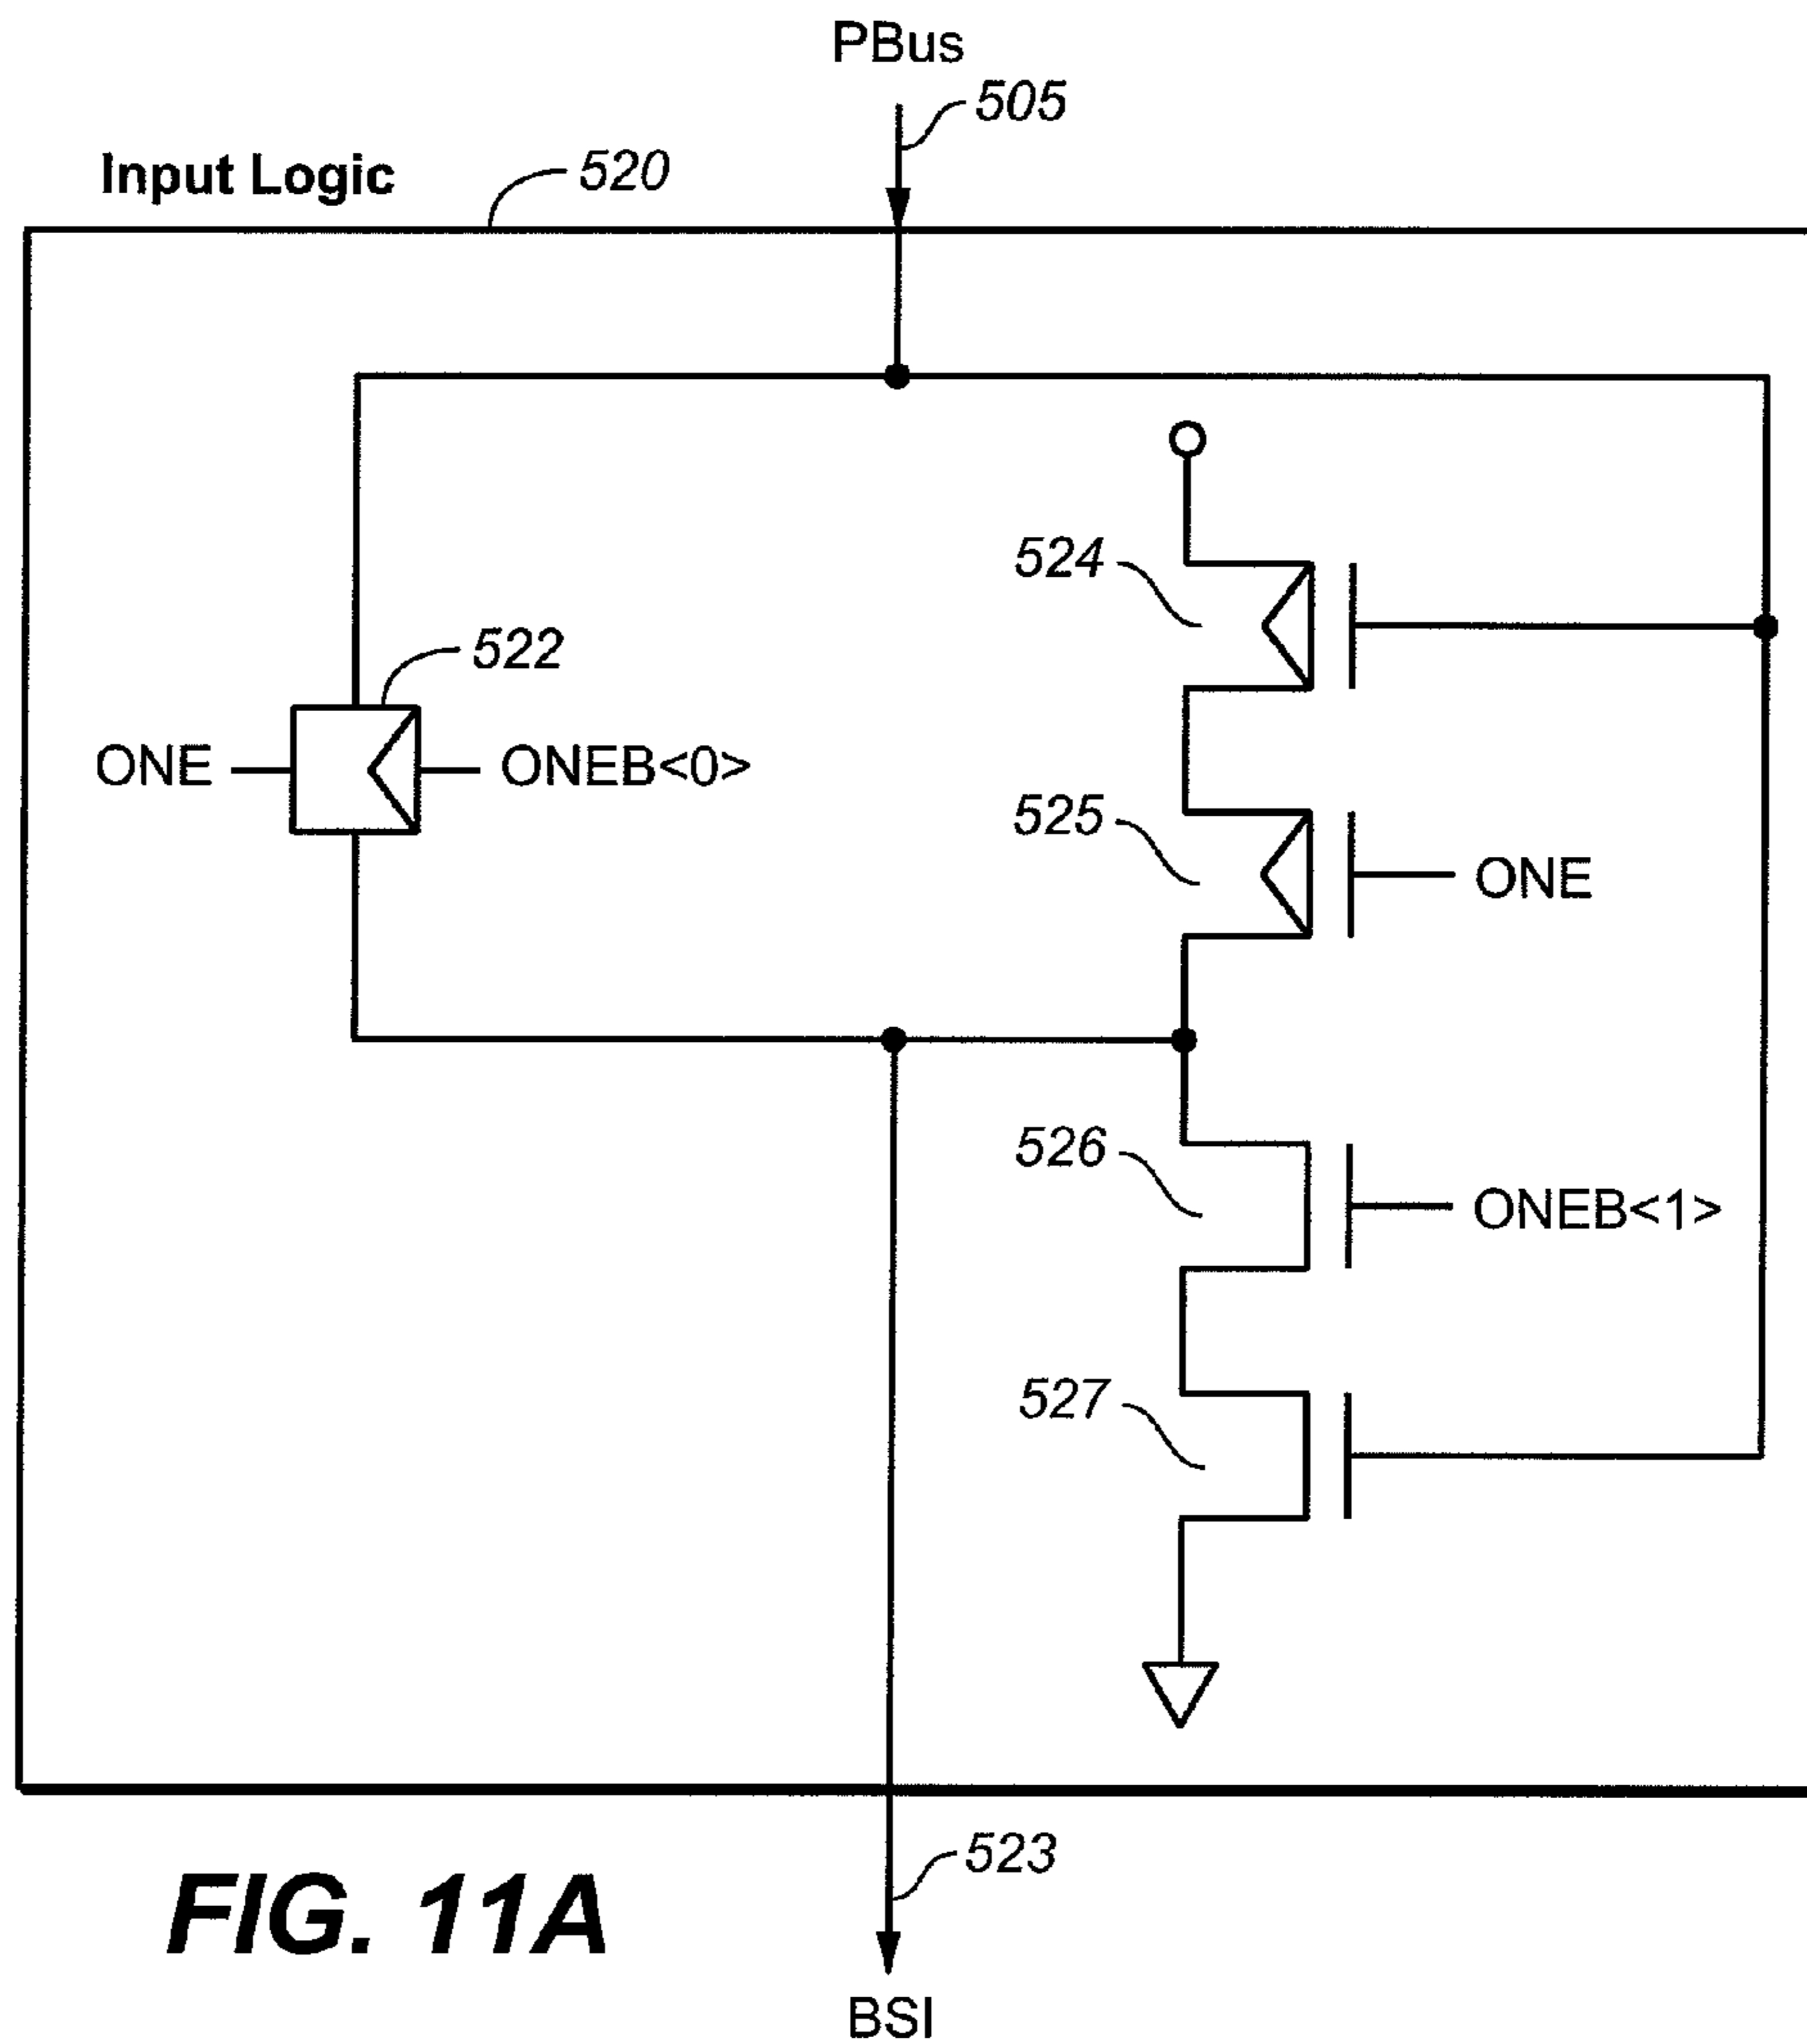 PBus
505
Input Logic
520
524
522
ONE
ONEB<0>
525
ONE
526
ONEB<1>
527
523
FIG. 11A
BSI